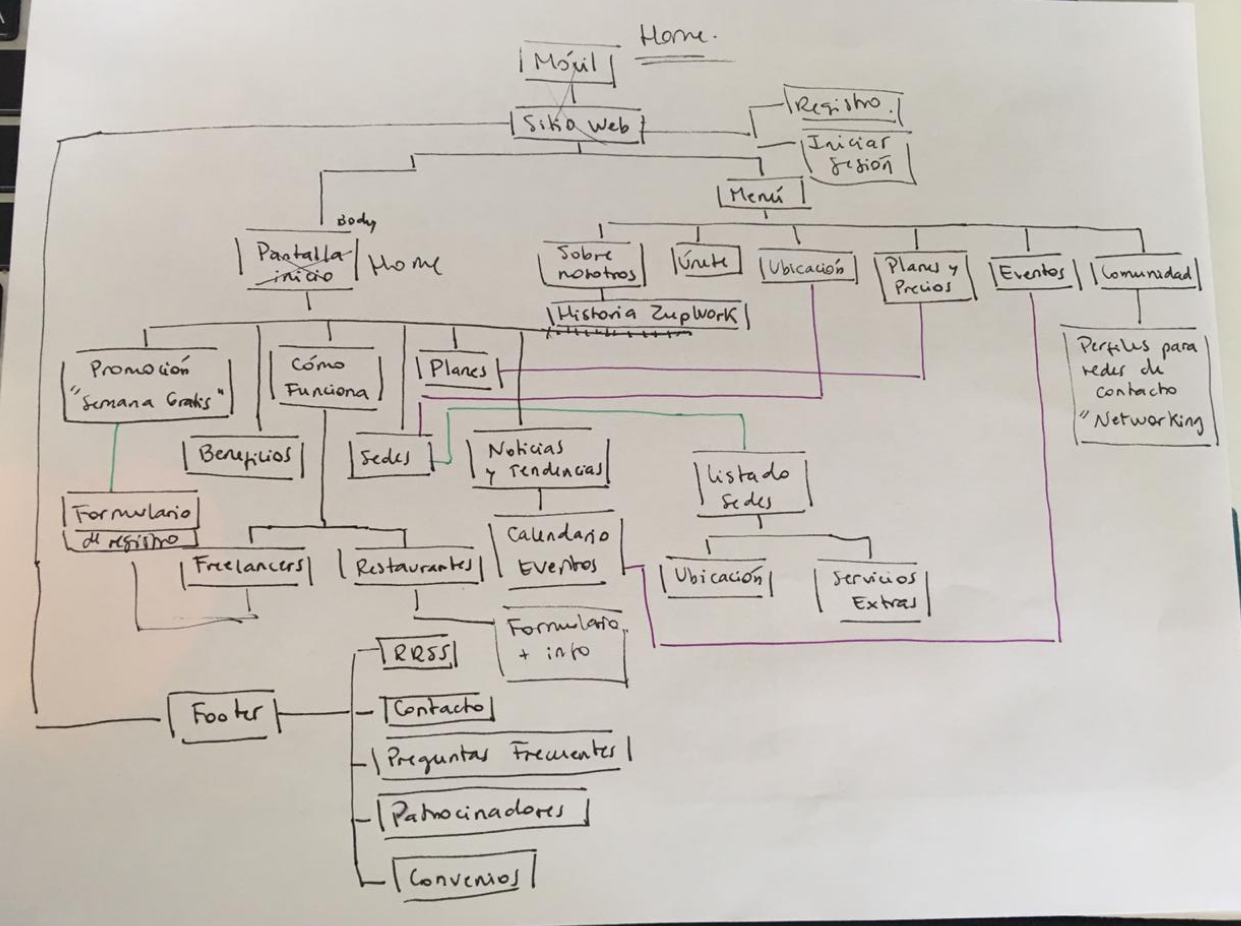 Home.
Móvil
Sitio Web
Registro.
Iniciar
Sesión
Menú
Body
Pantalla
inicio
Home
Sobre
nosotros
Únete
Ubicación
Planes y
Precios
Eventos
Comunidad
Historia ZupWork
Perfiles para
redes de
contacto
"Networking
Promoción
"Semana Gratis"
Cómo
Funciona
Planes
Beneficios
Sedes
Noticias
y Tendencias
Listado
Sedes
Formulario
de registro
Freelancers
Restaurantes
Calendario
Eventos
Ubicación
Servicios
Extras
Formulario
+ info
RRSS
Footer
Contacto
Preguntas Frecuentes
Patrocinadores
Convenios